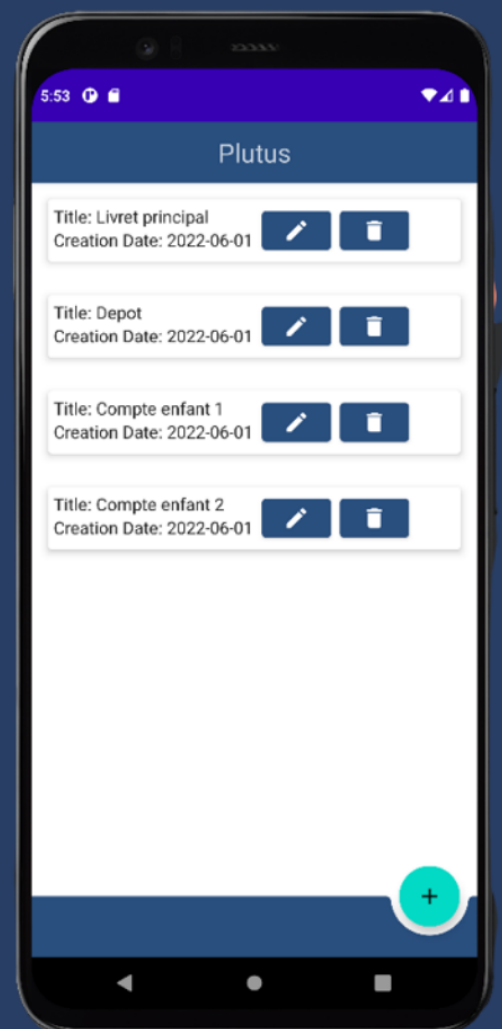 5:53
Plutus
Title: Livret principal
Creation Date: 2022-06-01
Title: Depot
Creation Date: 2022-06-01
Title: Compte enfant 1
Creation Date: 2022-06-01
Title: Compte enfant 2
Creation Date: 2022-06-01
+